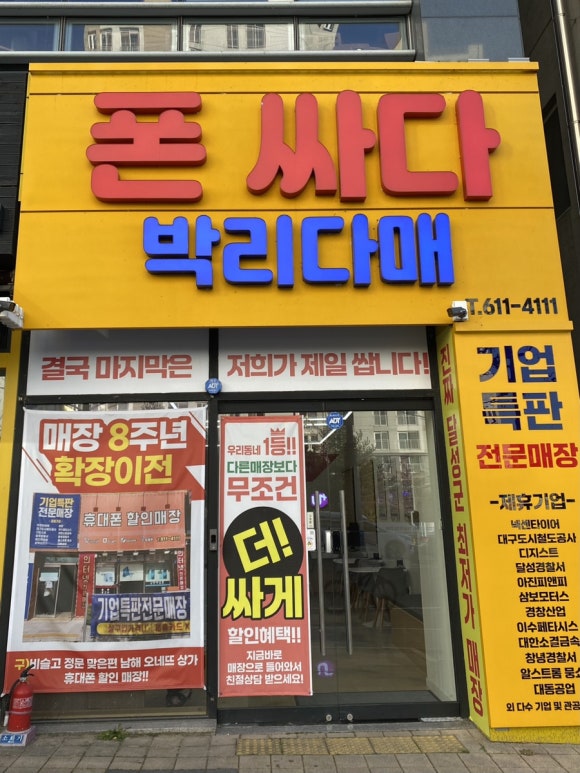 폰 싸다
박리다매
T.611-4111
결국 마지막은 저희가 제일 쌉니다!
ADT
ADT
매장 8주년
확장이전
기업특판
전문매장
휴대폰 할인매장
기업특판전문매장
구)비슬고 정문 맞은편 남해 오네뜨 상가
휴대폰 할인 매장!!
우리동네 1등!!
다른매장보다
무조건
더!
싸게
할인혜택!!
지금바로
매장으로 들어와서
친절상담 받으세요!
진짜 달성군 최저가 매장
기업
특판
전문매장
-제휴기업-
넥센타이어
대구도시철도공사
디지스트
달성경찰서
아진피앤피
삼보모터스
경창산업
이수페타시스
대한소결금속
창녕경찰서
알스트롬
대동공업
외 다수 기업 및 관공
소화기